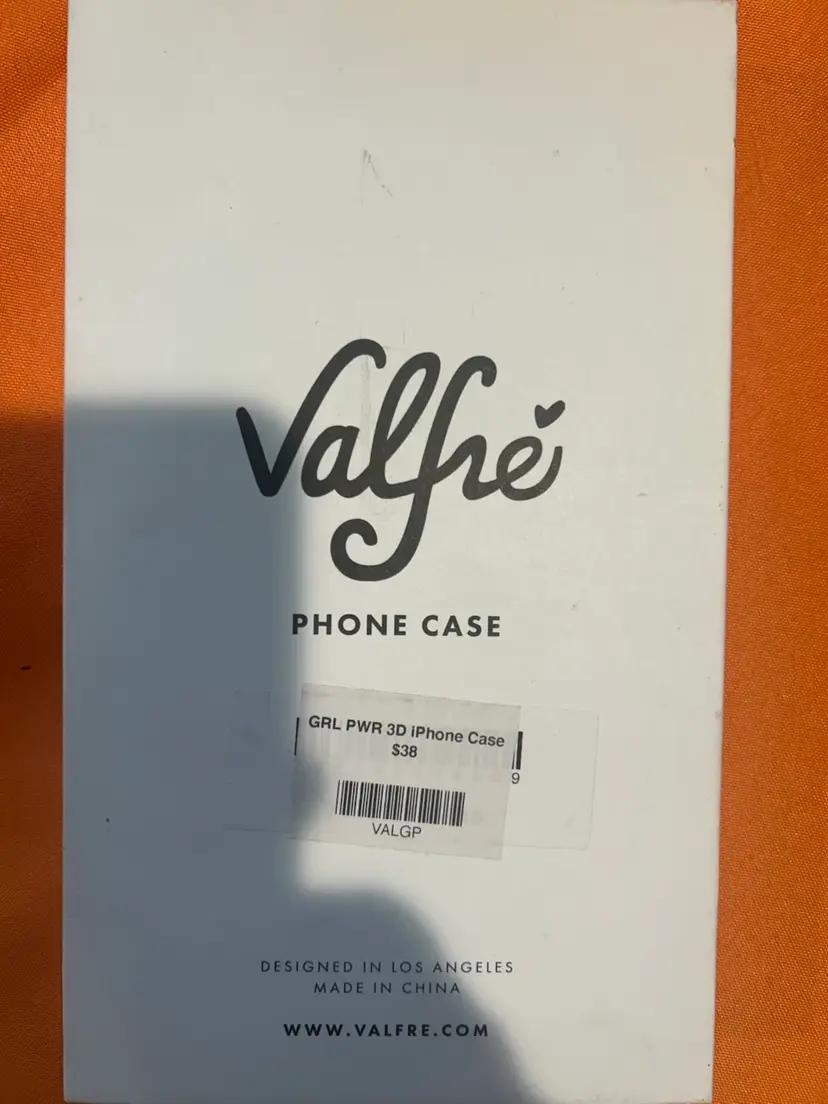 Valfré
PHONE CASE
GRL PWR 3D iPhone Case
$38
9
VALGP
DESIGNED IN LOS ANGELES
MADE IN CHINA
WWW.VALFRE.COM